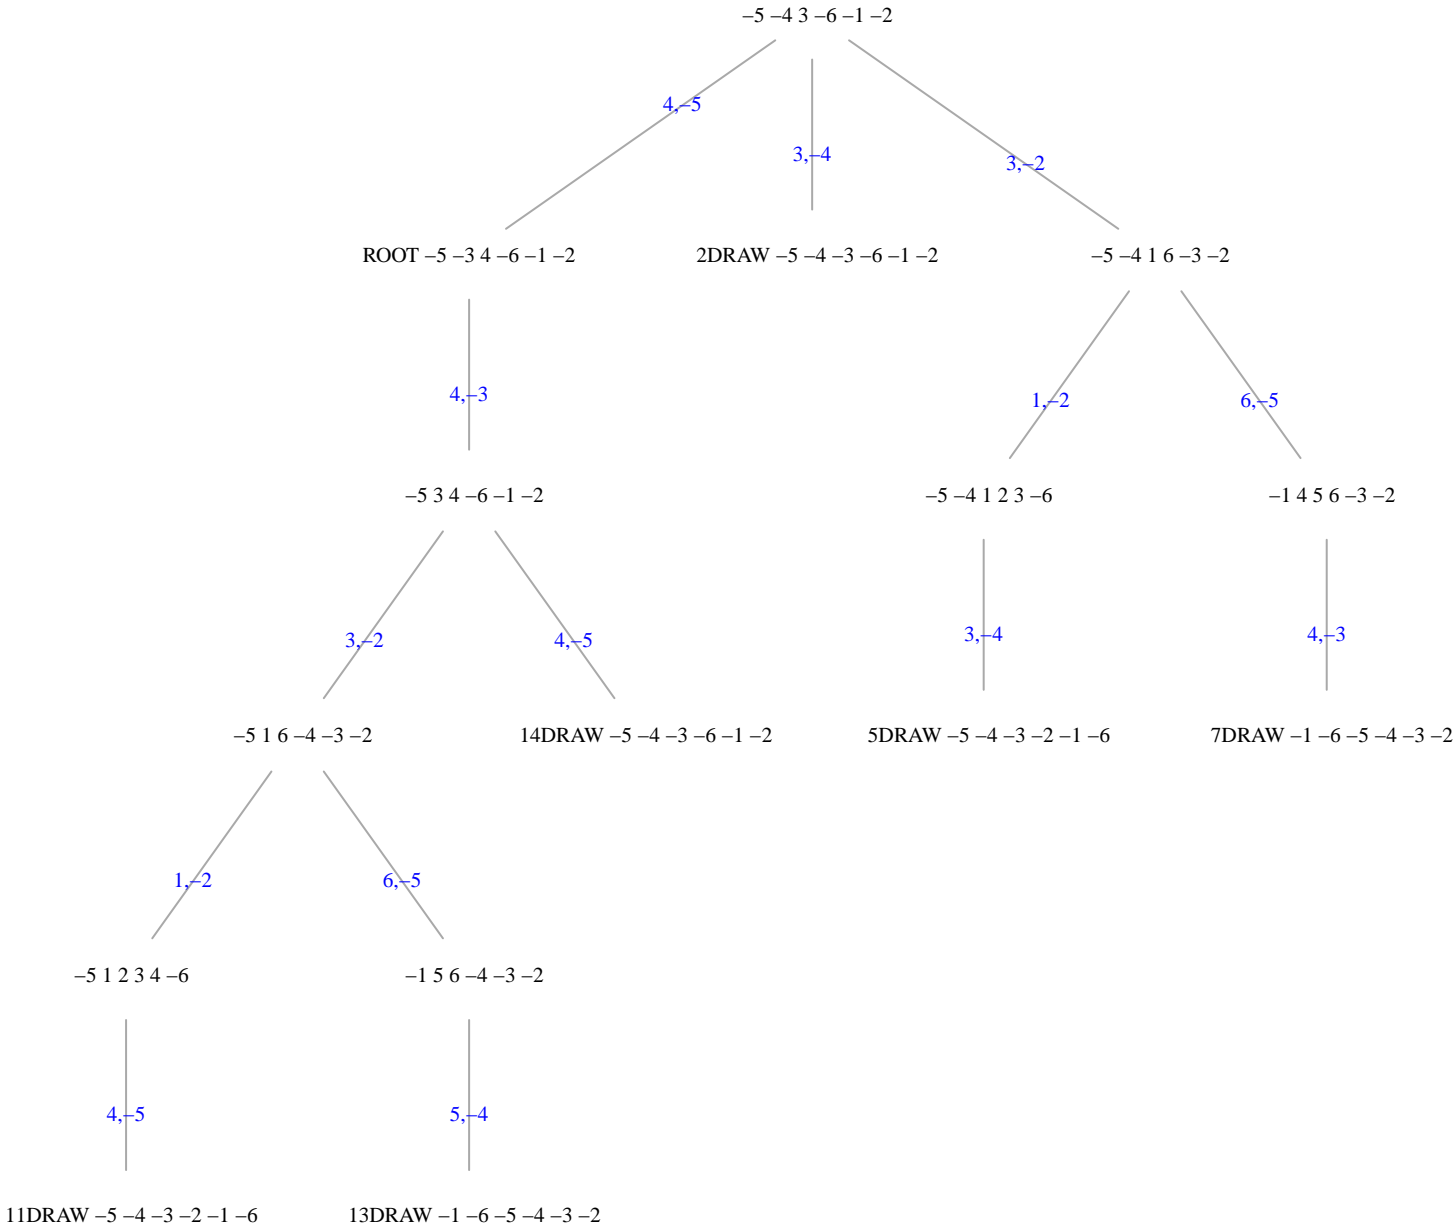 –5 –4 3 –6 –1 –2
4,–5
3,–4
3,–2
ROOT –5 –3 4 –6 –1 –2
2DRAW –5 –4 –3 –6 –1 –2
–5 –4 1 6 –3 –2
4,–3
1,–2
6,–5
–5 3 4 –6 –1 –2
–5 –4 1 2 3 –6
–1 4 5 6 –3 –2
3,–2
4,–5
3,–4
4,–3
–5 1 6 –4 –3 –2
14DRAW –5 –4 –3 –6 –1 –2
5DRAW –5 –4 –3 –2 –1 –6
7DRAW –1 –6 –5 –4 –3 –2
1,–2
6,–5
–5 1 2 3 4 –6
–1 5 6 –4 –3 –2
4,–5
5,–4
11DRAW –5 –4 –3 –2 –1 –6
13DRAW –1 –6 –5 –4 –3 –2